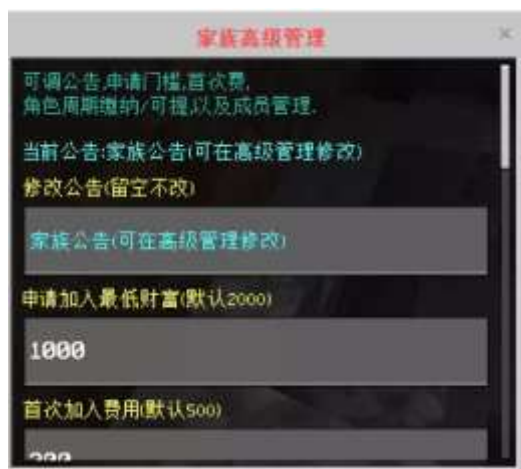 家族高级管理
×
可调公告,申请门槛,首次费,
角色周期缴纳/可提,以及成员管理.
当前公告:家族公告(可在高级管理修改)
修改公告(留空不改)
家族公告(可在高级管理修改)
申请加入最低财富(默认2000)
1000
首次加入费用(默认500)